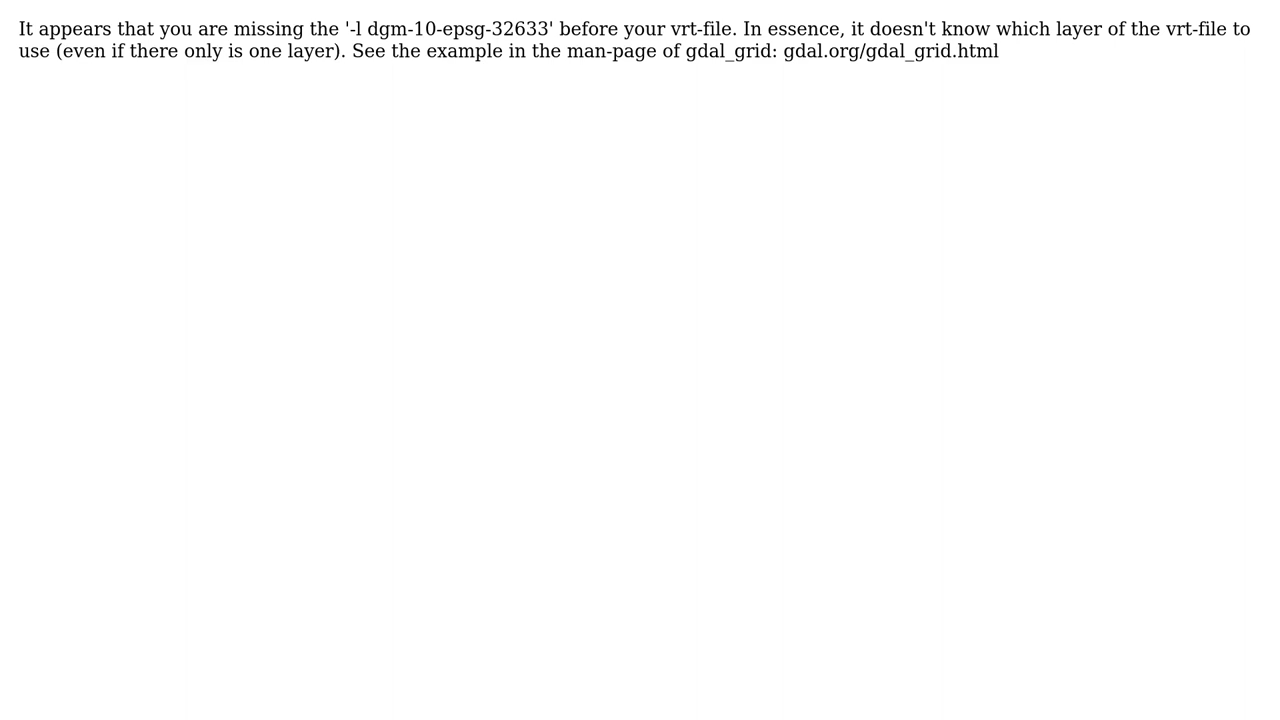 It appears that you are missing the '-l dgm-10-epsg-32633' before your vrt-file. In essence, it doesn't know which layer of the vrt-file to
use (even if there only is one layer). See the example in the man-page of gdal_grid: gdal.org/gdal_grid.html